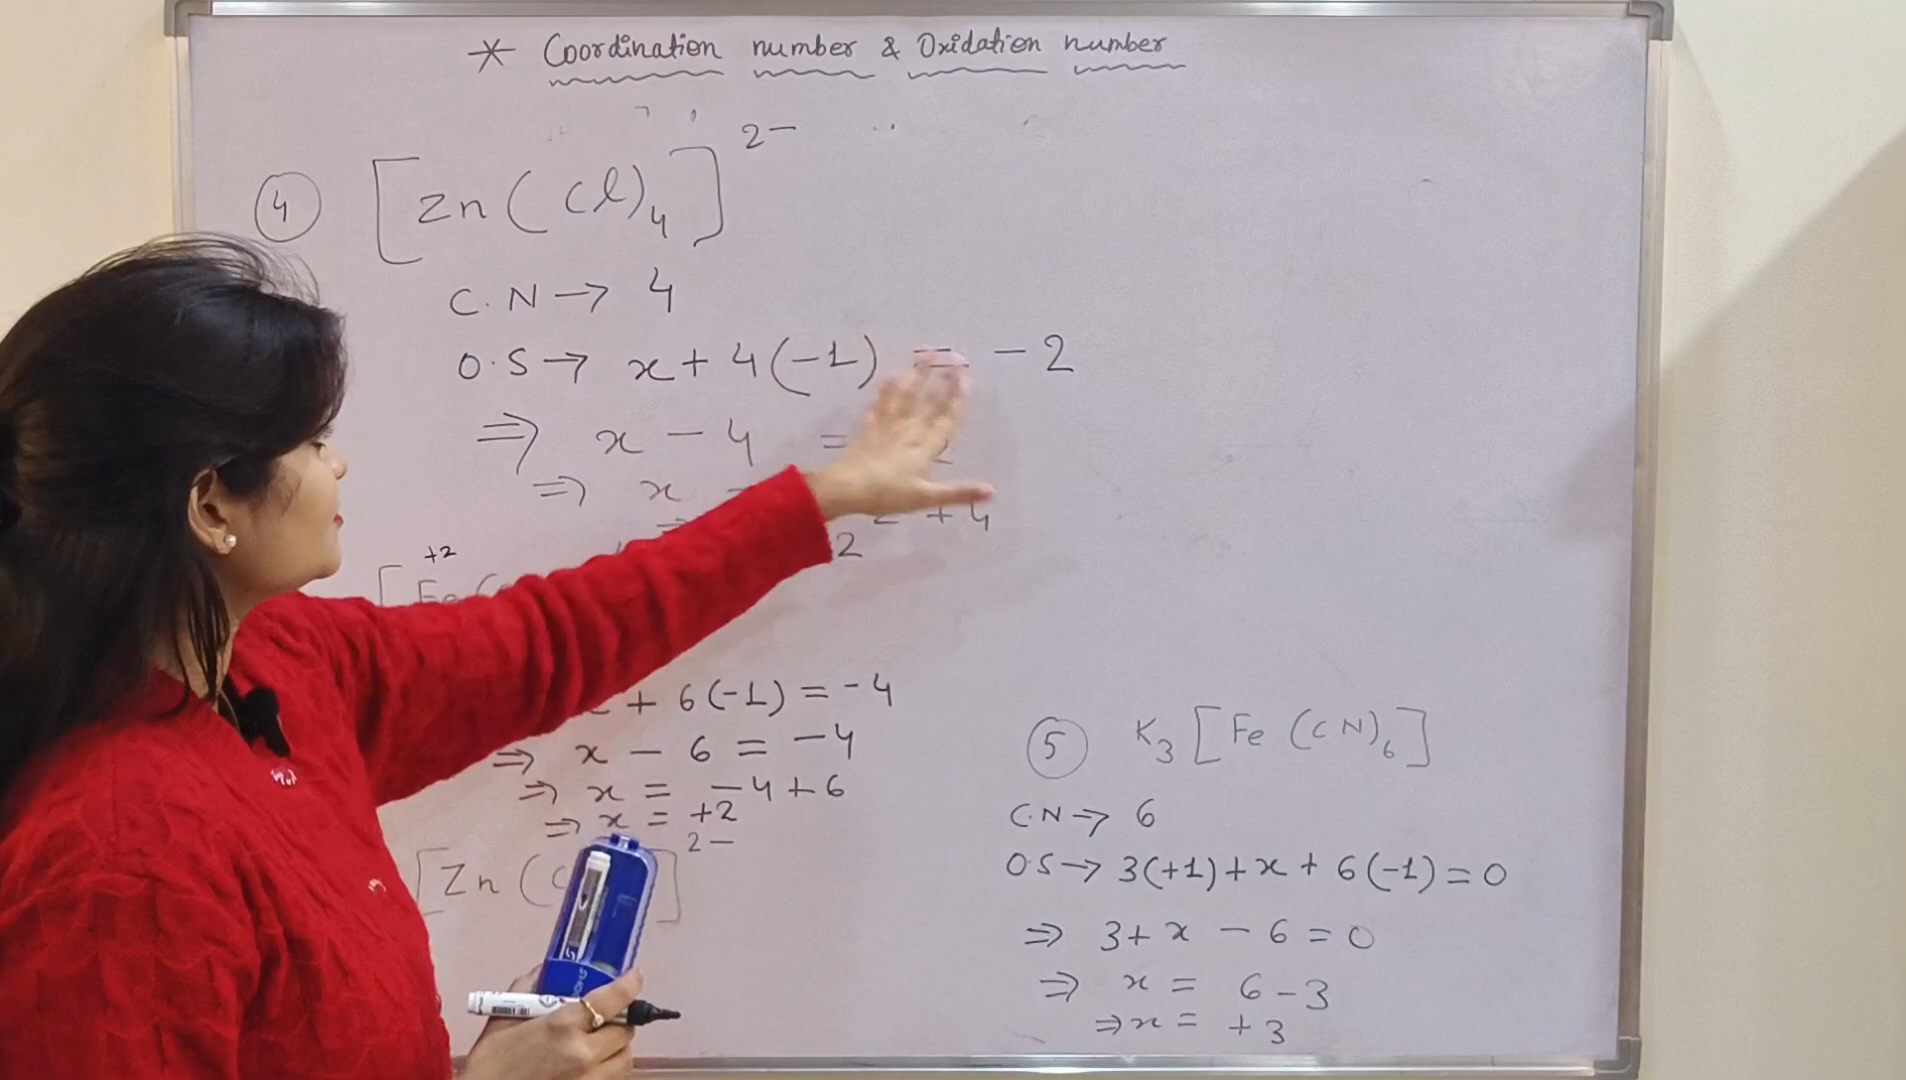 * Coordination number & Oxidation number
④ [Zn(Cl)₄]²⁻
C.N → 4
O.S → x + 4(-1) = -2
⇒ x - 4 = 2
⇒ x
2 + 4
2
+2
[Fe(
+ 6(-1) = -4
⇒ x - 6 = -4
⇒ x = -4+6
⇒ x = +2
[Zn(C ]²⁻
⑤ K₃[Fe(CN)₆]
C.N → 6
O.S → 3(+1) + x + 6(-1) = 0
⇒ 3 + x - 6 = 0
⇒ x = 6 - 3
⇒ x = +3